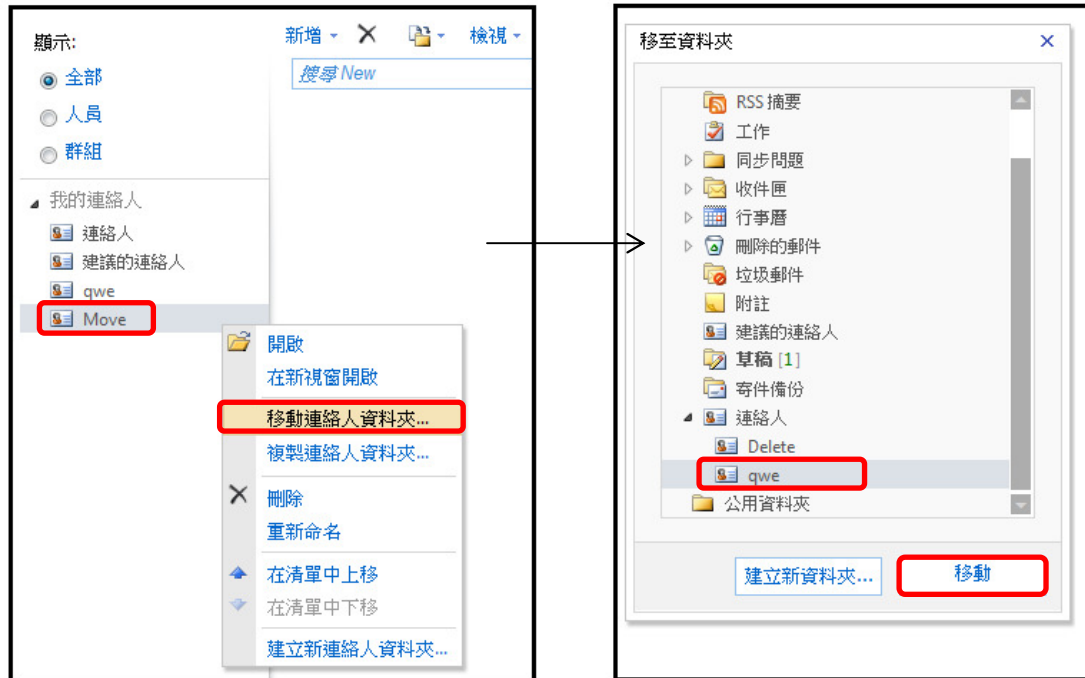 顯示:
全部
人員
群組
我的連絡人
連絡人
建議的連絡人
qwe
Move
新增 檢視
搜尋 New
開啟
在新視窗開啟
移動連絡人資料夾...
複製連絡人資料夾...
刪除
重新命名
在清單中上移
在清單中下移
建立新連絡人資料夾...
移至資料夾
RSS 摘要
工作
同步問題
收件匣
行事曆
刪除的郵件
垃圾郵件
附註
建議的連絡人
草稿 [1]
寄件備份
連絡人
Delete
qwe
公用資料夾
建立新資料夾... 移動